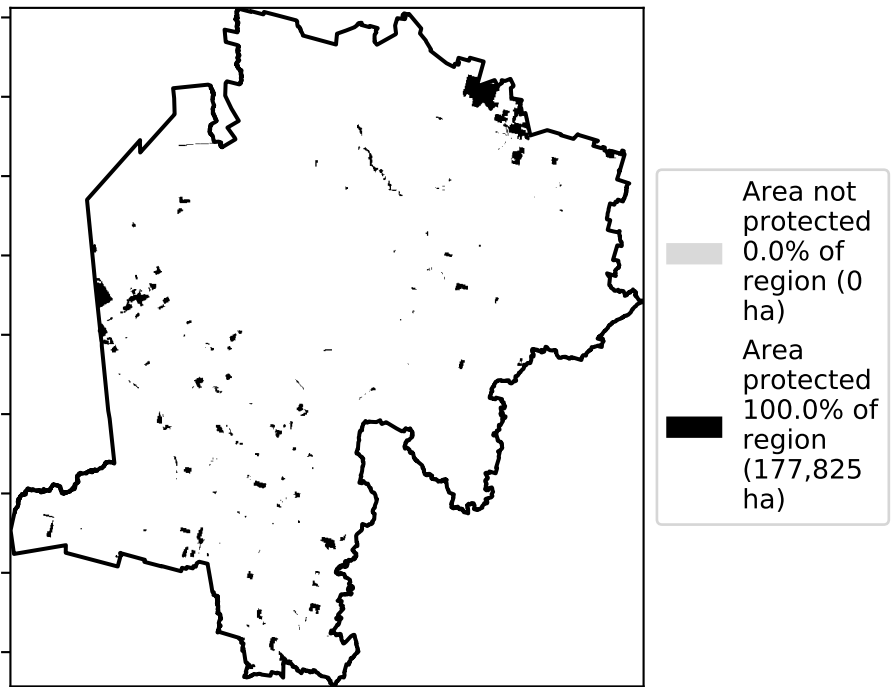 Area not
protected
0.0% of
region (0
ha)
Area
protected
100.0% of
region
(177,825
ha)